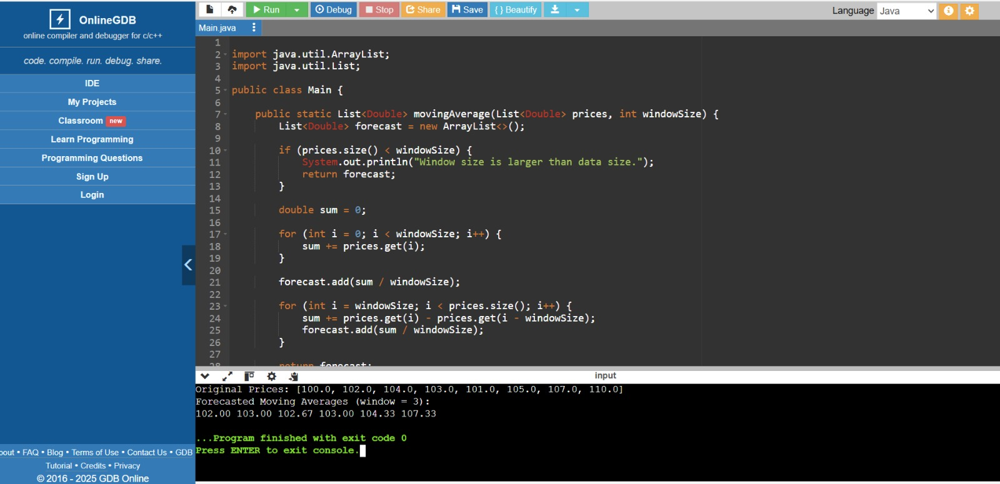 OnlineGDB
online compiler and debugger for c/c++
code. compile. run. debug. share.
IDE
My Projects
Classroom new
Learn Programming
Programming Questions
Sign Up
Login
out • FAQ • Blog • Terms of Use • Contact Us • GDB
Tutorial • Credits • Privacy
© 2016 - 2025 GDB Online
Run Debug Stop Share Save { } Beautify Language Java
Main.java
1
2 import java.util.ArrayList;
3 import java.util.List;
4
5 public class Main {
6
7 public static List<Double> movingAverage(List<Double> prices, int windowSize) {
8 List<Double> forecast = new ArrayList<>();
9
10 if (prices.size() < windowSize) {
11 System.out.println("Window size is larger than data size.");
12 return forecast;
13 }
14
15 double sum = 0;
16
17 for (int i = 0; i < windowSize; i++) {
18 sum += prices.get(i);
19 }
20
21 forecast.add(sum / windowSize);
22
23 for (int i = windowSize; i < prices.size(); i++) {
24 sum += prices.get(i) - prices.get(i - windowSize);
25 forecast.add(sum / windowSize);
26 }
27
28 return forecast;
input
Original Prices: [100.0, 102.0, 104.0, 103.0, 101.0, 105.0, 107.0, 110.0]
Forecasted Moving Averages (window = 3):
102.00 103.00 102.67 103.00 104.33 107.33
...Program finished with exit code 0
Press ENTER to exit console.